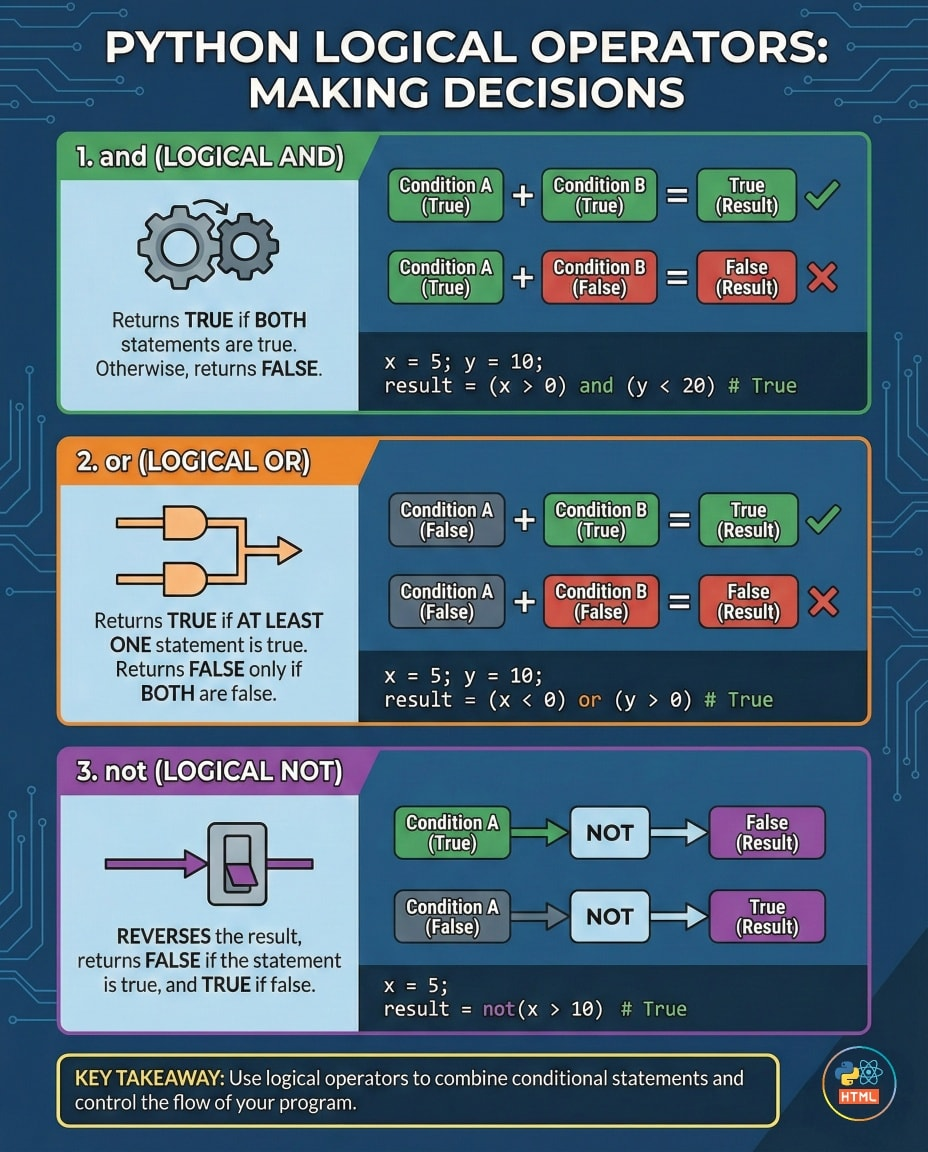 PYTHON LOGICAL OPERATORS:
MAKING DECISIONS
1. and (LOGICAL AND)
Returns TRUE if BOTH
statements are true.
Otherwise, returns FALSE.
Condition A
(True)
+
Condition B
(True)
=
True
(Result)
Condition A
(True)
+
Condition B
(False)
=
False
(Result)
x = 5; y = 10;
result = (x > 0) and (y < 20) # True
2. or (LOGICAL OR)
Returns TRUE if AT LEAST
ONE statement is true.
Returns FALSE only if
BOTH are false.
Condition A
(False)
+
Condition B
(True)
=
True
(Result)
Condition A
(False)
+
Condition B
(False)
=
False
(Result)
x = 5; y = 10;
result = (x < 0) or (y > 0) # True
3. not (LOGICAL NOT)
REVERSES the result,
returns FALSE if the statement
is true, and TRUE if false.
Condition A
(True)
NOT
False
(Result)
Condition A
(False)
NOT
True
(Result)
x = 5;
result = not(x > 10) # True
KEY TAKEAWAY: Use logical operators to combine conditional statements and
control the flow of your program.
HTML